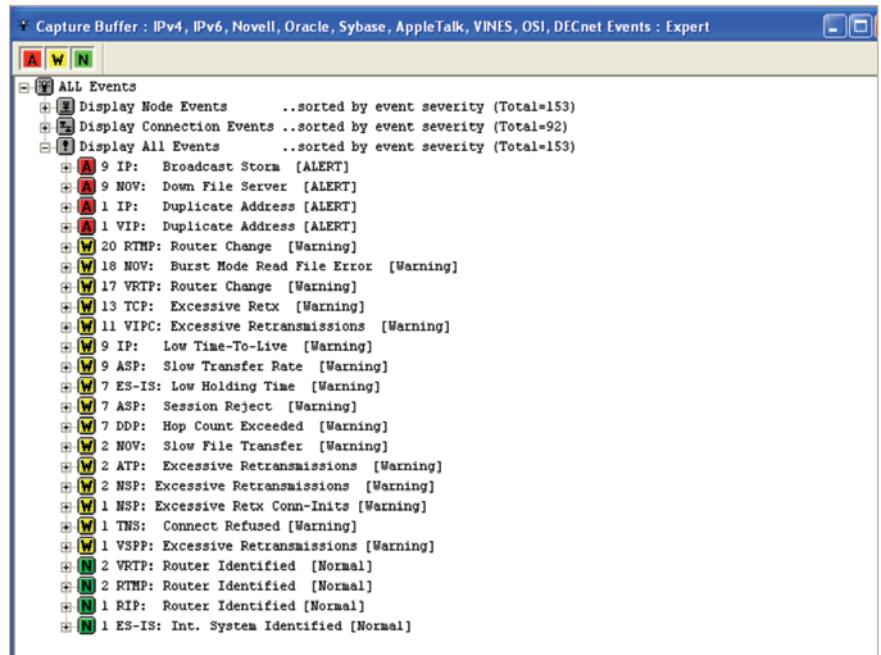 Capture Buffer : IPv4, IPv6, Novell, Oracle, Sybase, AppleTalk, VINES, OSI, DECnet Events : Expert
A W N
ALL Events
Display Node Events ..sorted by event severity (Total=153)
Display Connection Events ..sorted by event severity (Total=92)
Display All Events ..sorted by event severity (Total=153)
A 9 IP: Broadcast Storm [ALERT]
A 9 NOV: Down File Server [ALERT]
A 1 IP: Duplicate Address [ALERT]
A 1 VIP: Duplicate Address [ALERT]
W 20 RTMP: Router Change [Warning]
W 18 NOV: Burst Mode Read File Error [Warning]
W 17 VRTP: Router Change [Warning]
W 13 TCP: Excessive Retx [Warning]
W 11 VIPC: Excessive Retransmissions [Warning]
W 9 IP: Low Time-To-Live [Warning]
W 9 ASP: Slow Transfer Rate [Warning]
W 7 ES-IS: Low Holding Time [Warning]
W 7 ASP: Session Reject [Warning]
W 7 DDP: Hop Count Exceeded [Warning]
W 2 NOV: Slow File Transfer [Warning]
W 2 ATP: Excessive Retransmissions [Warning]
W 2 NSP: Excessive Retransmissions [Warning]
W 1 NSP: Excessive Retx Conn-Inits [Warning]
W 1 TNS: Connect Refused [Warning]
W 1 VSPP: Excessive Retransmissions [Warning]
N 2 VRTP: Router Identified [Normal]
N 2 RTMP: Router Identified [Normal]
N 1 RIP: Router Identified [Normal]
N 1 ES-IS: Int. System Identified [Normal]